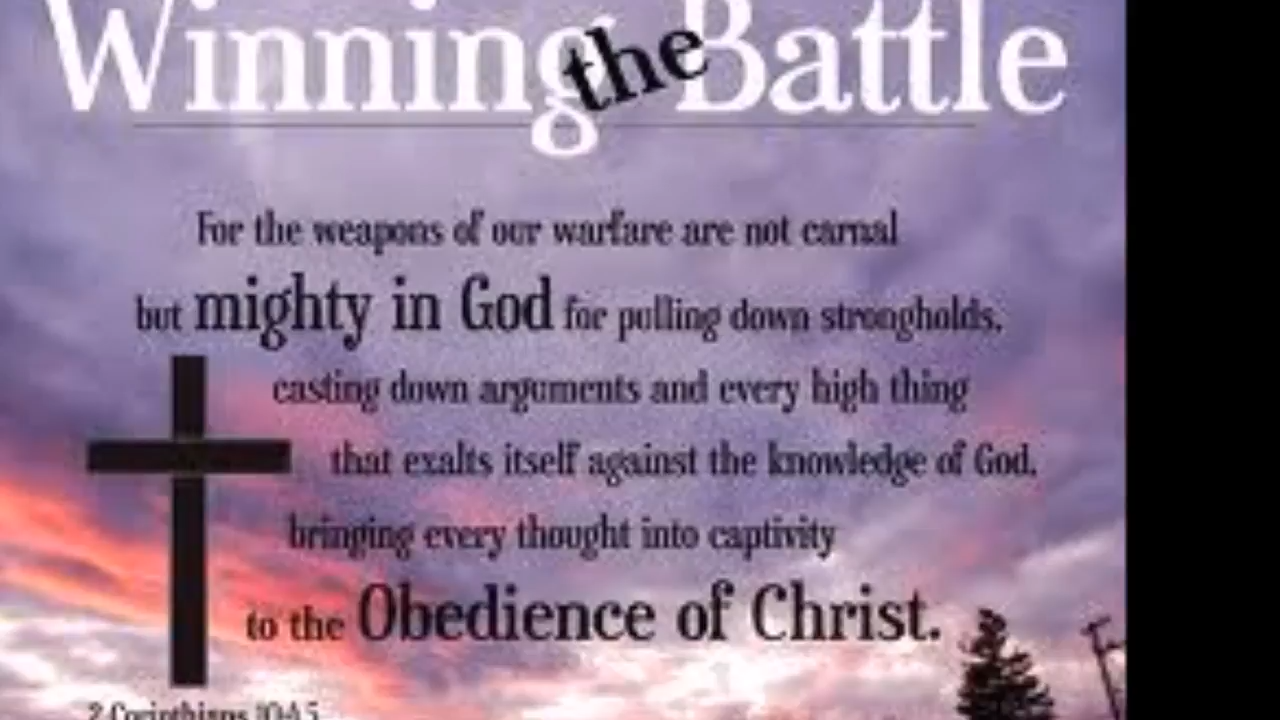 Winning the Battle
For the weapons of our warfare are not carnal
but mighty in God for pulling down strongholds,
casting down arguments and every high thing
that exalts itself against the knowledge of God,
bringing every thought into captivity
to the Obedience of Christ.
2 Corinthians 10:4,5